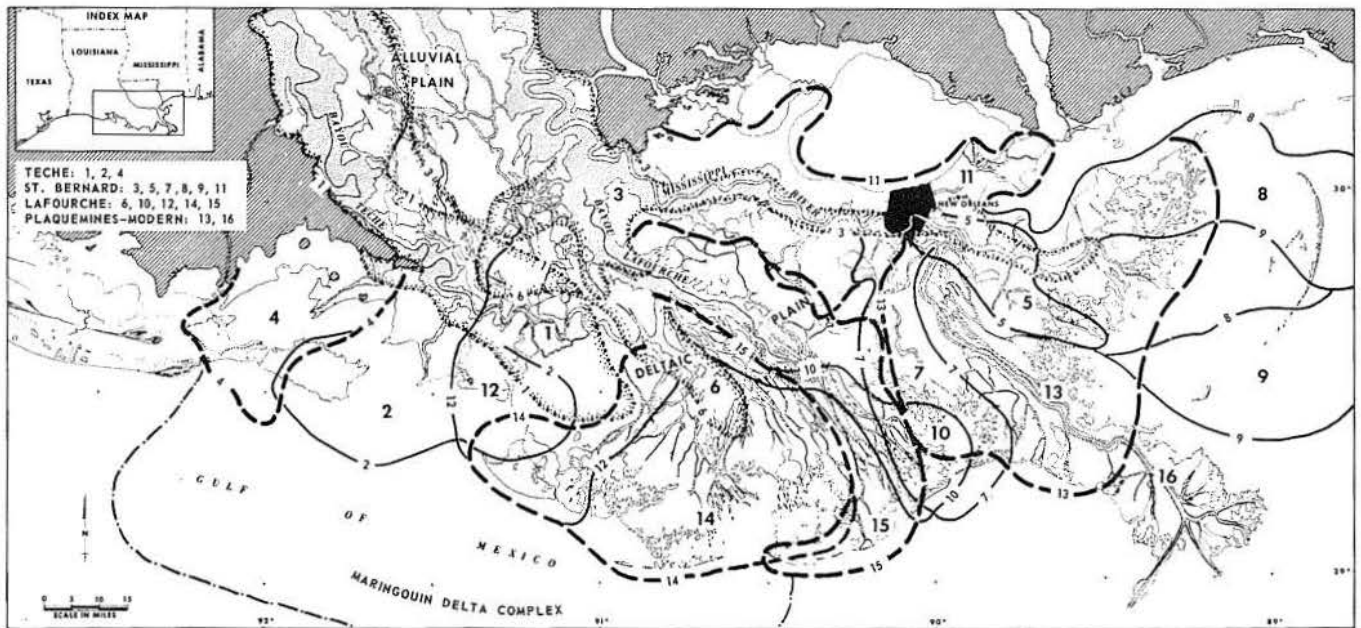 INDEX MAP
LOUISIANA
MISSISSIPPI
ALABAMA
TEXAS
TECHE: 1, 2, 4
ST. BERNARD: 3, 5, 7, 8, 9, 11
LAFOURCHE: 6, 10, 12, 14, 15
PLAQUEMINES-MODERN: 13, 16
ALLUVIAL
PLAIN
BAYOU
TECHE
MISSISSIPPI
RIVER
BAYOU
LAFOURCHE
NEW ORLEANS
DELTAIC
PLAIN
1
2
3
4
5
6
7
8
9
10
11
12
13
14
15
16
30°
GULF
OF
MEXICO
MARINGOUIN DELTA COMPLEX
N
0 5 10 15
SCALE IN MILES
92°
91°
90°
89°
29°